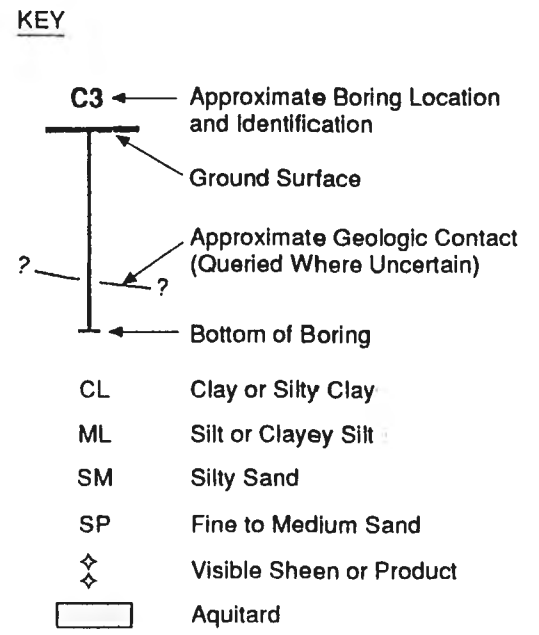 KEY
C3 Approximate Boring Location
and Identification
Ground Surface
Approximate Geologic Contact
(Queried Where Uncertain)
? ?
Bottom of Boring
CL Clay or Silty Clay
ML Silt or Clayey Silt
SM Silty Sand
SP Fine to Medium Sand
Visible Sheen or Product
Aquitard